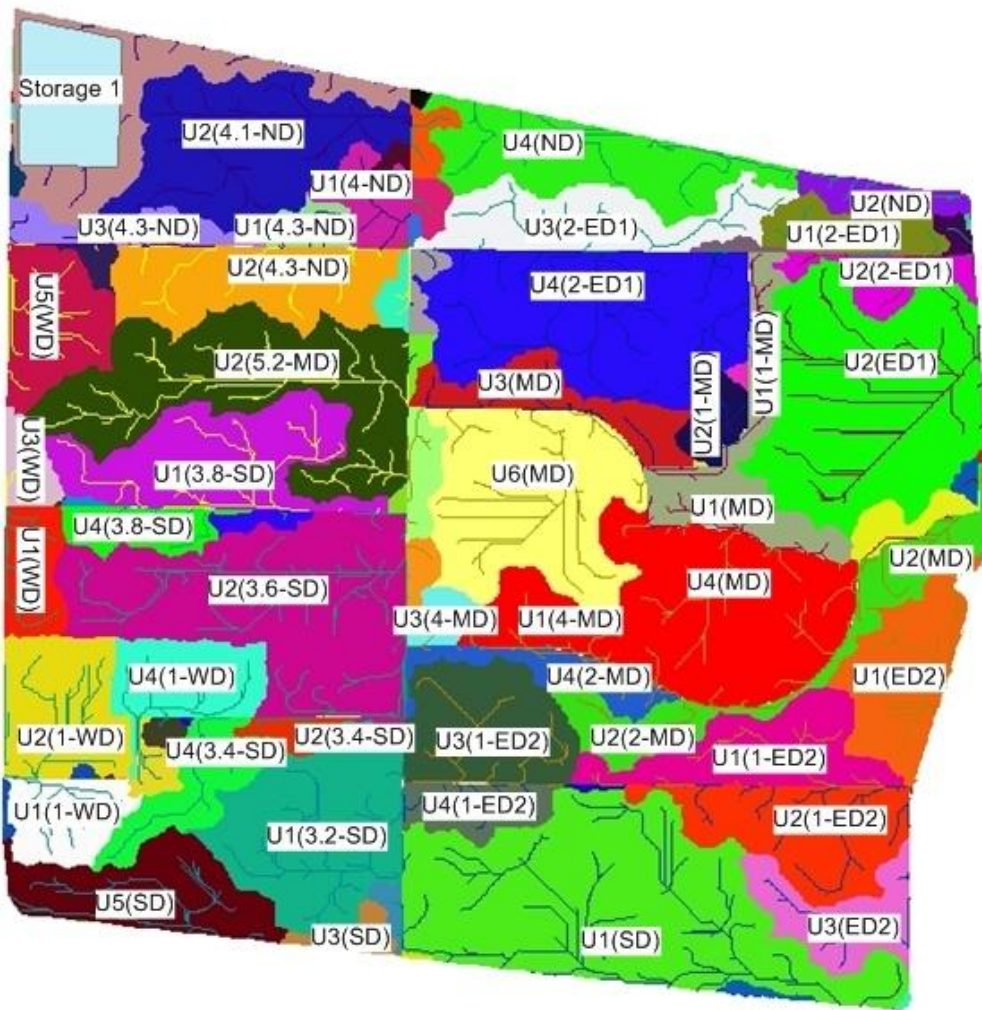 Storage 1
U2(4.1-ND)
U4(ND)
U1(4-ND)
U2(ND)
U3(4.3-ND)
U1(4.3-ND)
U3(2-ED1)
U1(2-ED1)
U2(4.3-ND)
U4(2-ED1)
U2(2-ED1)
U5(WD)
U1(1-MD)
U2(5.2-MD)
U2(ED1)
U3(MD)
U2(1-MD)
U3(WD)
U1(3.8-SD)
U6(MD)
U1(MD)
U4(3.8-SD)
U1(WD)
U2(MD)
U2(3.6-SD)
U4(MD)
U3(4-MD)
U1(4-MD)
U4(1-WD)
U4(2-MD)
U1(ED2)
U2(1-WD)
U4(3.4-SD)
U2(3.4-SD)
U3(1-ED2)
U2(2-MD)
U1(1-ED2)
U1(1-WD)
U4(1-ED2)
U2(1-ED2)
U1(3.2-SD)
U5(SD)
U3(SD)
U1(SD)
U3(ED2)